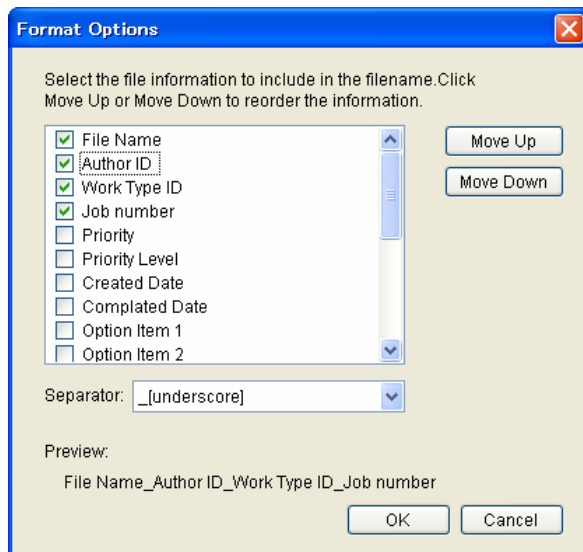 Format Options
Select the file information to include in the filename.Click
Move Up or Move Down to reorder the information.
File Name
Author ID
Work Type ID
Job number
Priority
Priority Level
Created Date
Complated Date
Option Item 1
Option Item 2
Move Up
Move Down
Separator: _[underscore]
Preview:
File Name_Author ID_Work Type ID_Job number
OK Cancel